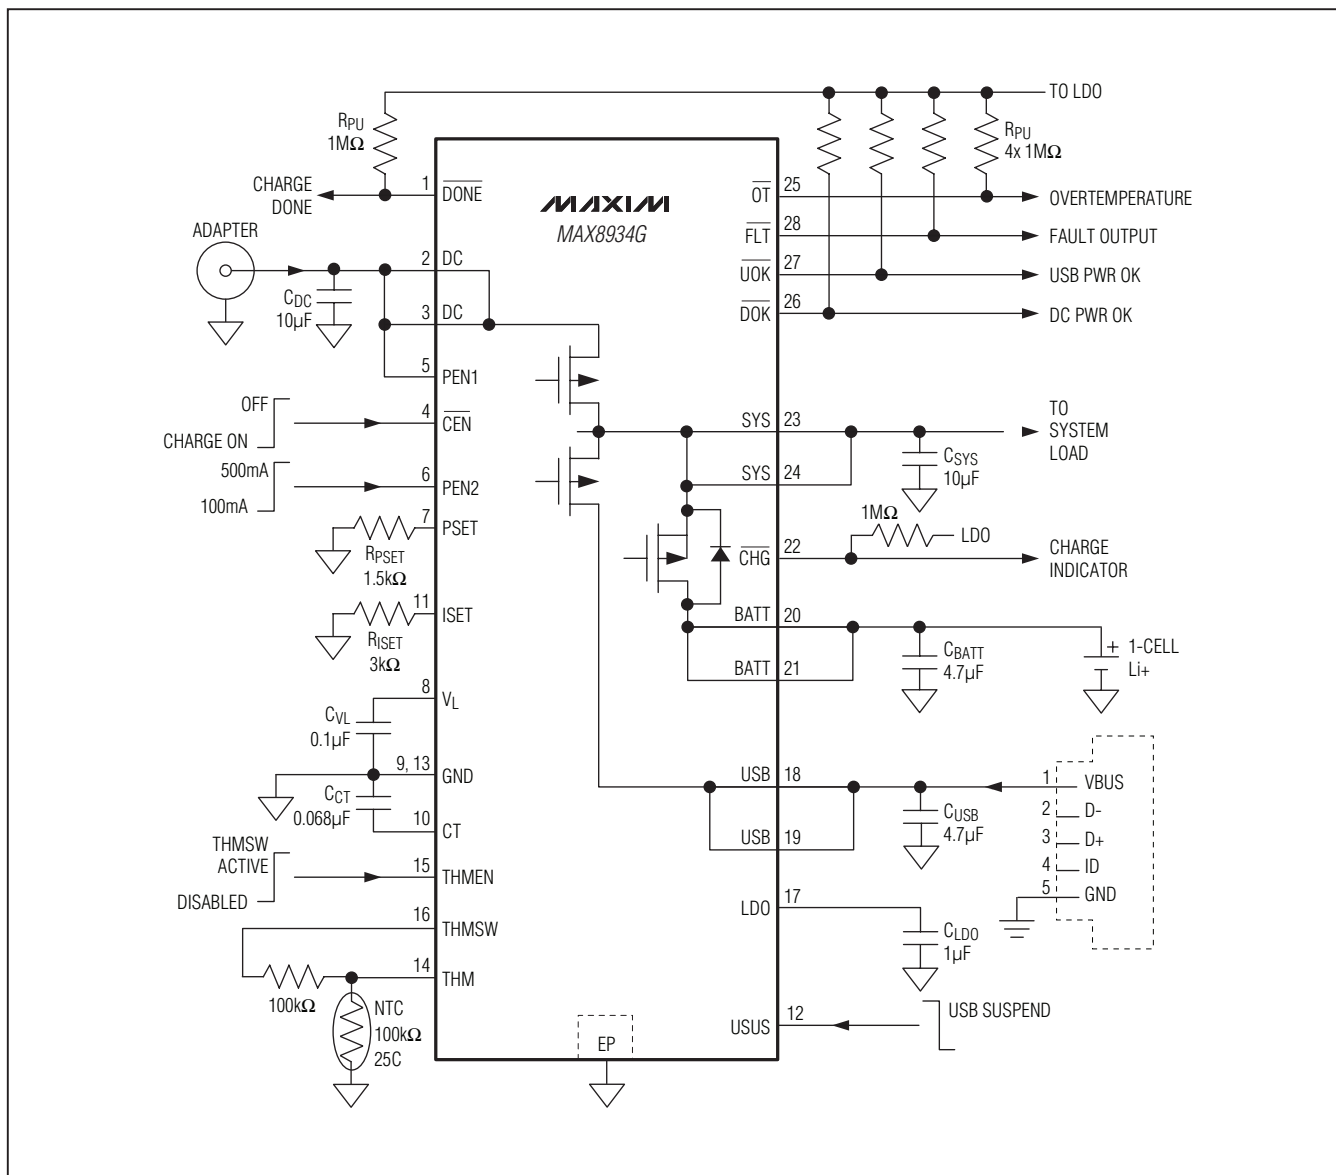 TO LDO
RPU
1MΩ
RPU
4x 1MΩ
CHARGE
DONE
1
DONE
MAXIM
MAX8934G
OT
25
OVERTEMPERATURE
FLT
28
FAULT OUTPUT
UOK
27
USB PWR OK
DOK
26
DC PWR OK
ADAPTER
2
DC
CDC
10µF
3
DC
5
PEN1
OFF
CHARGE ON
4
CEN
500mA
100mA
6
PEN2
7
PSET
RPSET
1.5kΩ
11
ISET
RISET
3kΩ
8
VL
CVL
0.1µF
9, 13
GND
CCT
0.068µF
10
CT
THMSW
ACTIVE
DISABLED
15
THMEN
16
THMSW
14
THM
100kΩ
NTC
100kΩ
25C
EP
SYS
23
TO
SYSTEM
LOAD
SYS
24
CSYS
10µF
1MΩ
LDO
CHG
22
CHARGE
INDICATOR
BATT
20
BATT
21
CBATT
4.7µF
+
1-CELL
Li+
USB
18
USB
19
CUSB
4.7µF
1
VBUS
2
D-
3
D+
4
ID
5
GND
LDO
17
CLDO
1µF
USUS
12
USB SUSPEND